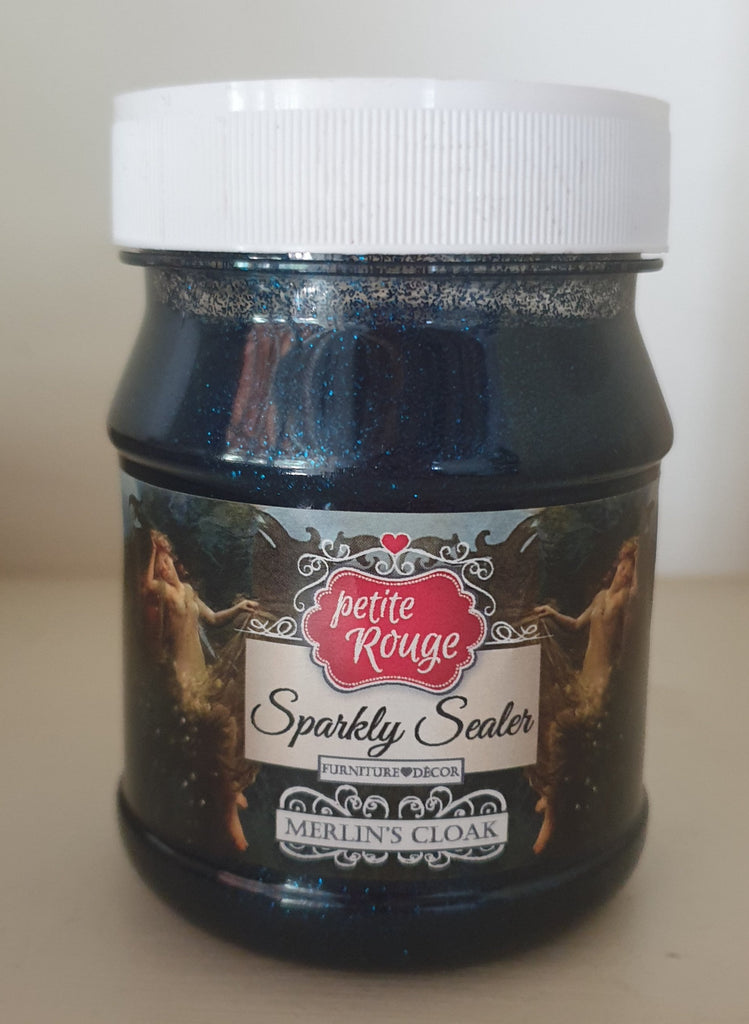 petite
Rouge
Sparkly Sealer
FURNITURE♥DÉCOR
MERLIN'S CLOAK